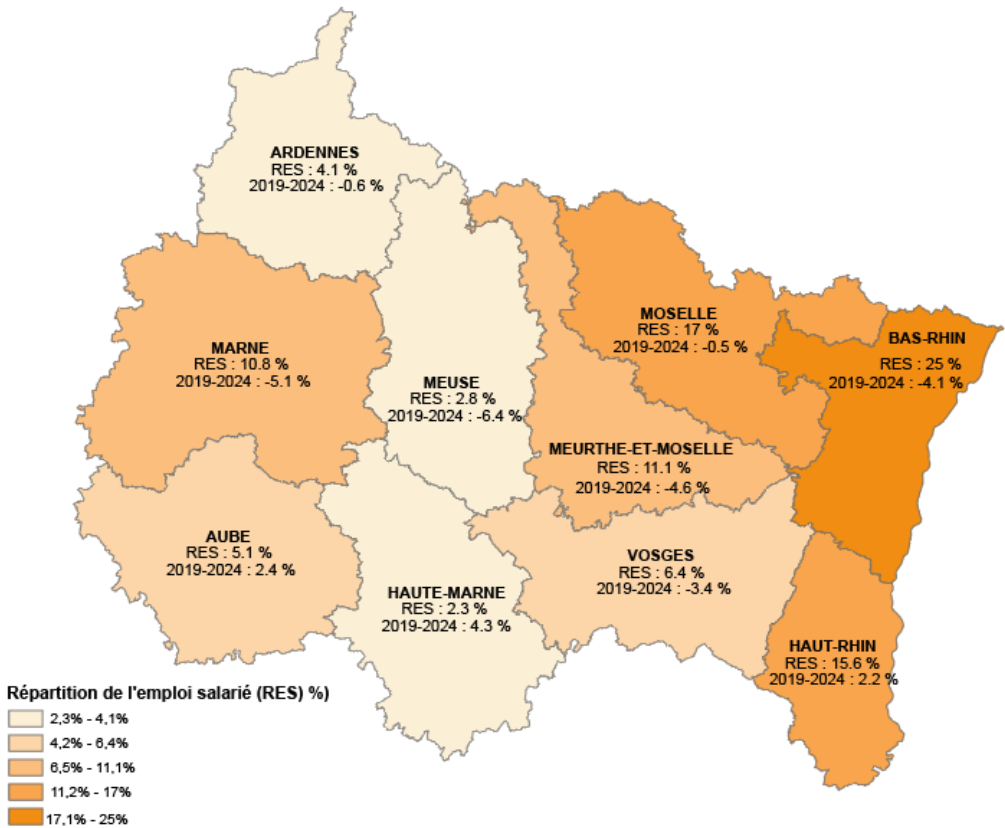 ARDENNES
RES : 4.1 %
2019-2024 : -0.6 %
MOSELLE
RES : 17 %
2019-2024 : -0.5 %
BAS-RHIN
RES : 25 %
2019-2024 : -4.1 %
MARNE
RES : 10.8 %
2019-2024 : -5.1 %
MEUSE
RES : 2.8 %
2019-2024 : -6.4 %
MEURTHE-ET-MOSELLE
RES : 11.1 %
2019-2024 : -4.6 %
AUBE
RES : 5.1 %
2019-2024 : 2.4 %
HAUTE-MARNE
RES : 2.3 %
2019-2024 : 4.3 %
VOSGES
RES : 6.4 %
2019-2024 : -3.4 %
HAUT-RHIN
RES : 15.6 %
2019-2024 : 2.2 %
Répartition de l'emploi salarié (RES) %)
2,3% - 4,1%
4,2% - 6,4%
6,5% - 11,1%
11,2% - 17%
17,1% - 25%